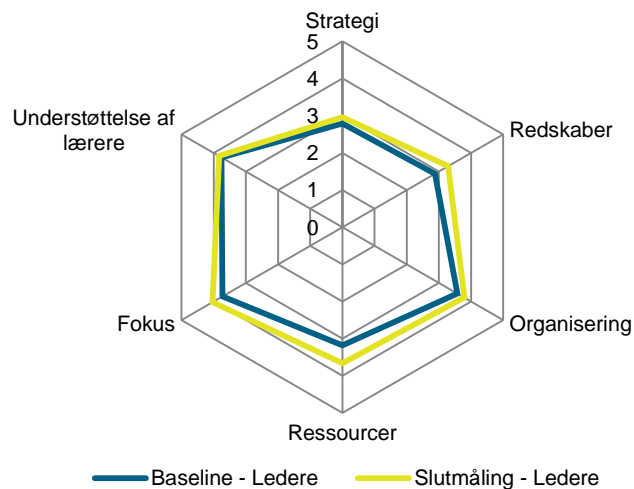 Strategi
5
4
3
2
1
0
Redskaber
Organisering
Ressourcer
Fokus
Understøttelse af
lærere
Baseline - Ledere
Slutmåling - Ledere